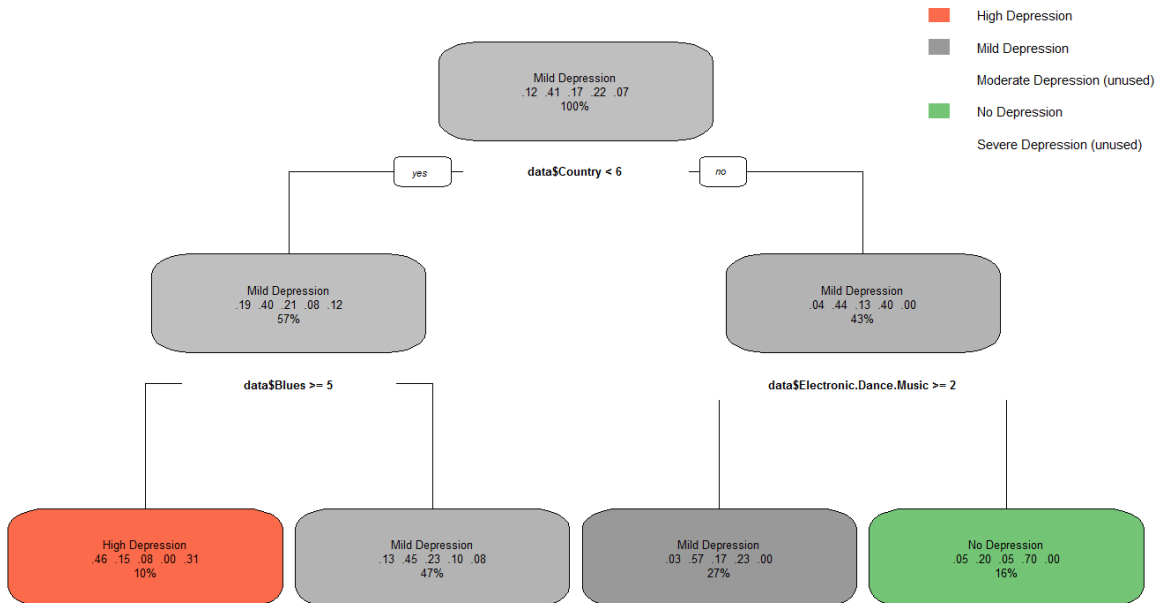 High Depression
Mild Depression
Moderate Depression (unused)
No Depression
Severe Depression (unused)
Mild Depression
.12 .41 .17 .22 .07
100%
yes
data$Country < 6
no
Mild Depression
.19 .40 .21 .08 .12
57%
Mild Depression
.04 .44 .13 .40 .00
43%
data$Blues >= 5
data$Electronic.Dance.Music >= 2
High Depression
.46 .15 .08 .00 .31
10%
Mild Depression
.13 .45 .23 .10 .08
47%
Mild Depression
.03 .57 .17 .23 .00
27%
No Depression
.05 .20 .05 .70 .00
16%